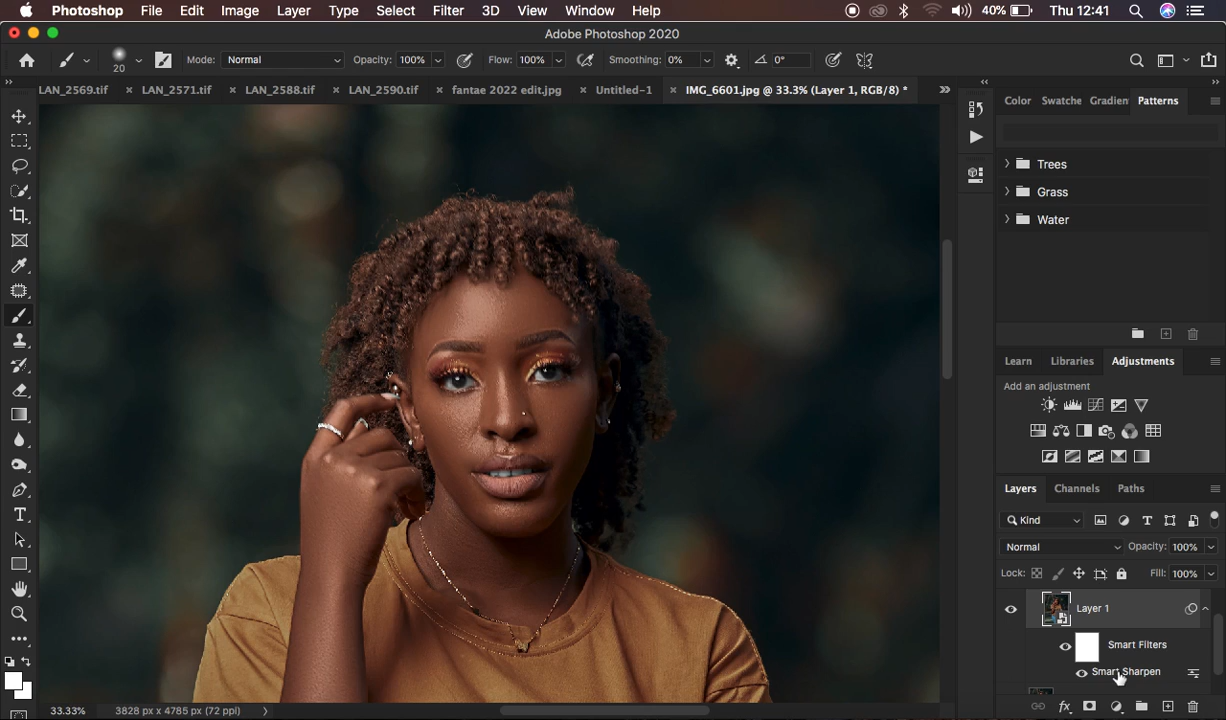 Photoshop File Edit Image Layer Type Select Filter 3D View Window Help 40% Thu 12:41
Adobe Photoshop 2020
20 Mode: Normal Opacity: 100% Flow: 100% Smoothing: 0% 0°
LAN_2569.tif × LAN_2571.tif × LAN_2588.tif × LAN_2590.tif × fantae 2022 edit.jpg × Untitled-1 × IMG_6601.jpg @ 33.3% (Layer 1, RGB/8) *
Color Swatche Gradien Patterns
Trees
Grass
Water
Learn Libraries Adjustments
Add an adjustment
Layers Channels Paths
Kind
Normal Opacity: 100%
Lock: Fill: 100%
Layer 1
Smart Filters
Smart Sharpen
33.33% 3828 px x 4785 px (72 ppi)